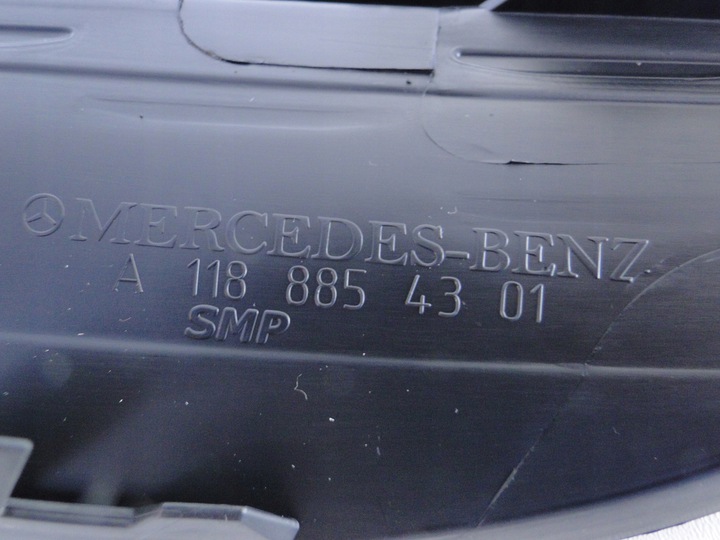 MERCEDES-BENZ
A 118 885 43 01
SMP